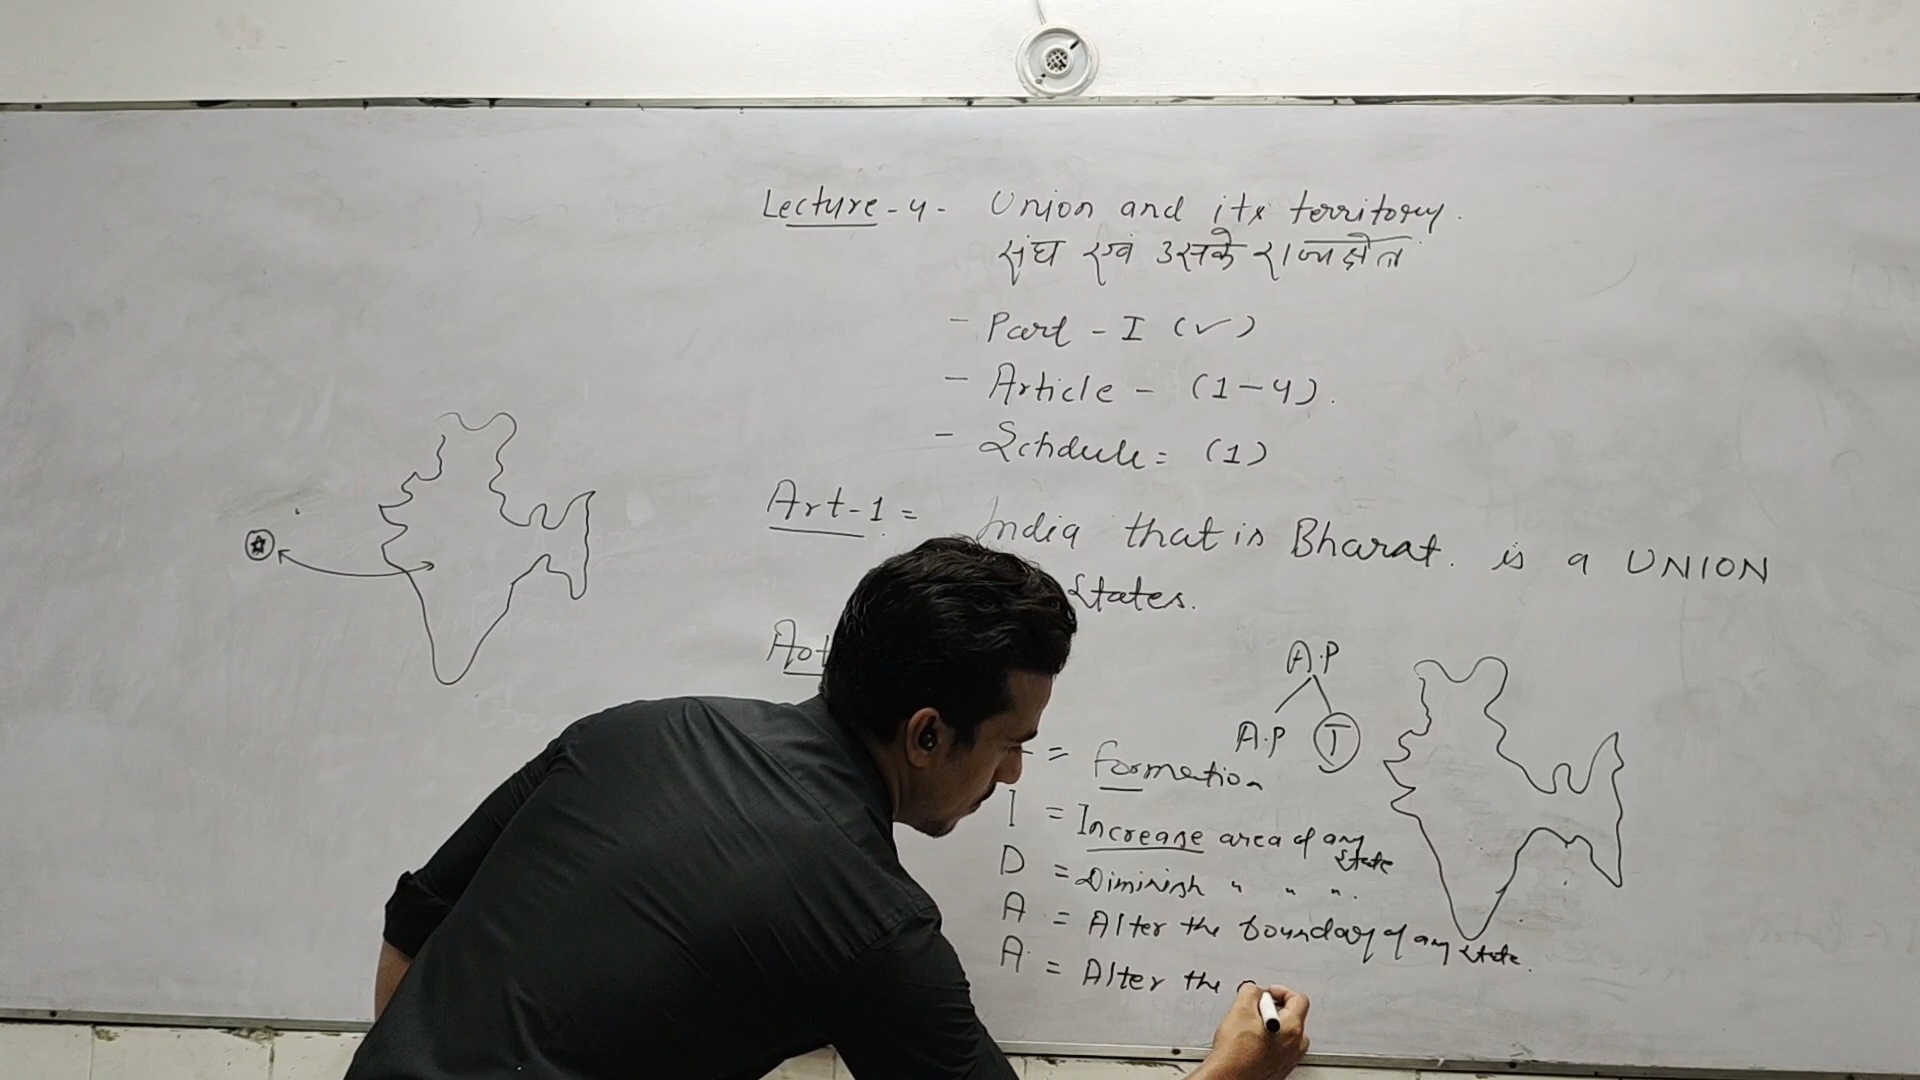 Lecture-4- Union and its territory.
संघ एवं उसके राज्यक्षेत्र
- Part - I (✓)
- Article - (1-4).
- Schdule= (1)
Art-1= India that is Bharat. is a UNION
States.
A.P
A.P T
= Formation
I = Increase area of any State
D = Diminish " " ".
A = Alter the boundary of any State.
A = Alter the